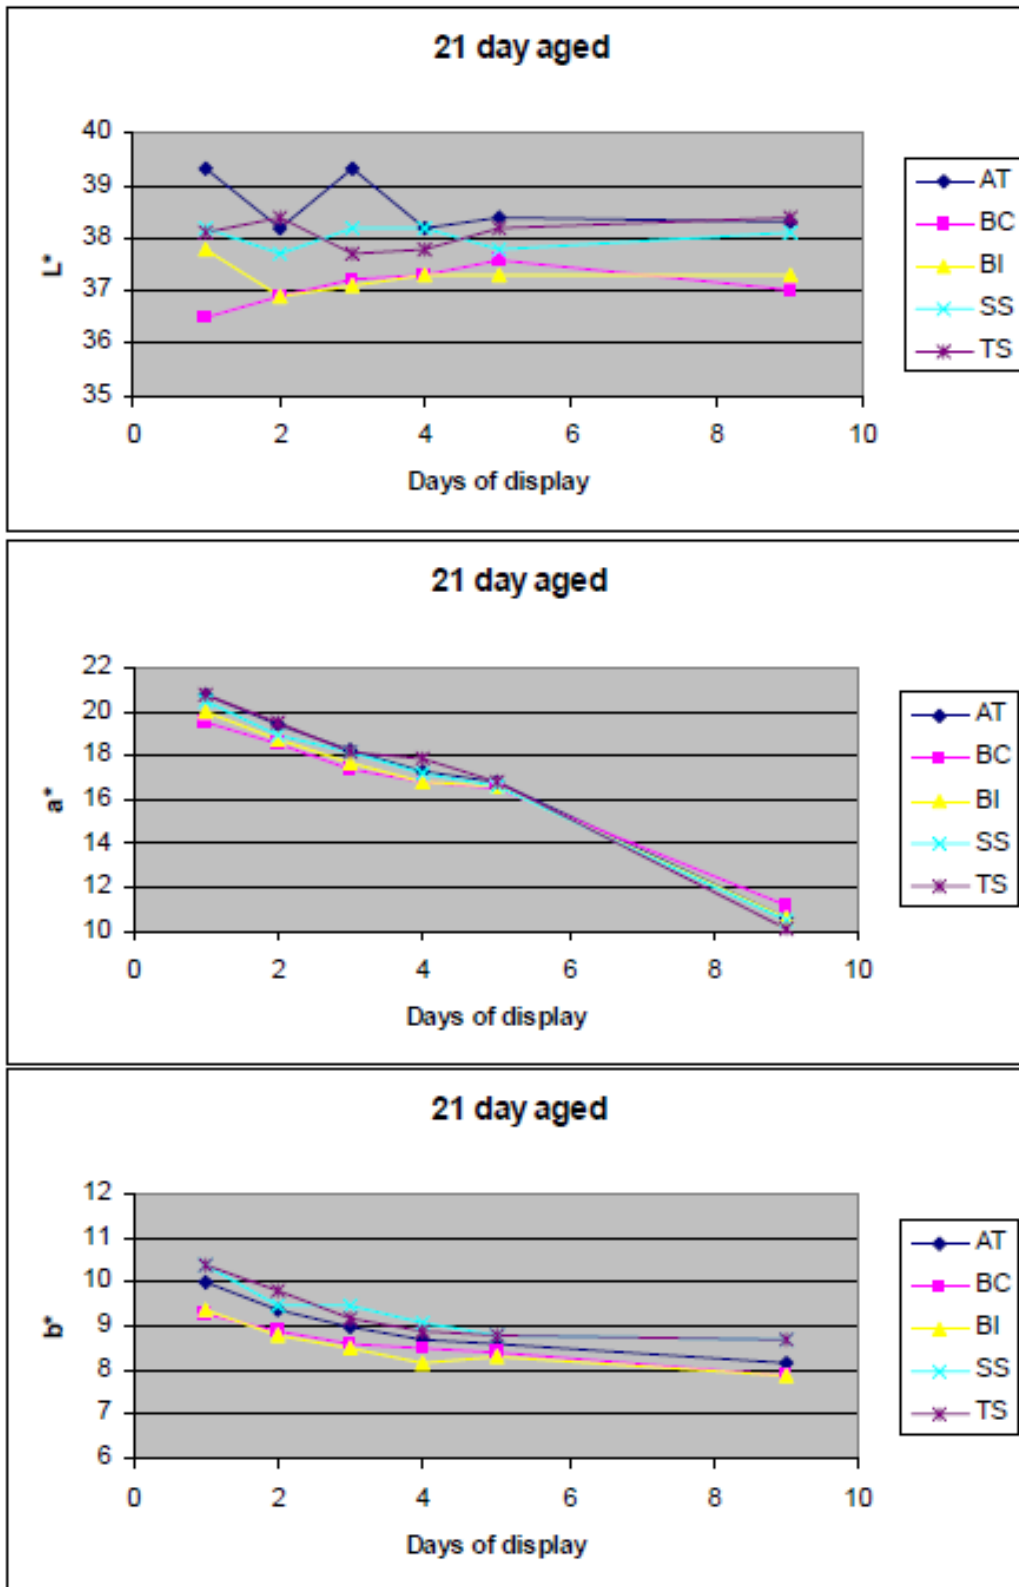 21 day aged
40
39
38
37
36
35
L*
0 2 4 6 8 10
Days of display
AT
BC
BI
SS
TS
21 day aged
22
20
18
16
14
12
10
a*
0 2 4 6 8 10
Days of display
AT
BC
BI
SS
TS
21 day aged
12
11
10
9
8
7
6
b*
0 2 4 6 8 10
Days of display
AT
BC
BI
SS
TS